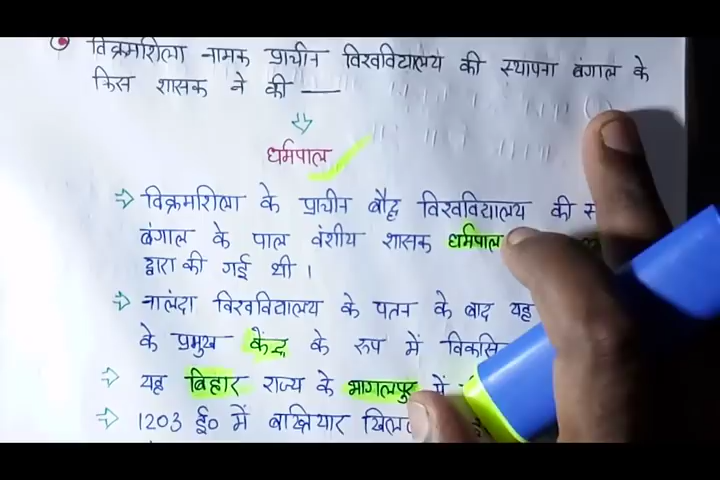 विक्रमशिला नामक प्राचीन विश्वविद्यालय की स्थापना बंगाल के
किस शासक ने की —
धर्मपाल
⇒ विक्रमशिला के प्राचीन बौद्ध विश्वविद्यालय की
बंगाल के पाल वंशीय शासक धर्मपाल
द्वारा की गई थी ।
⇒ नालंदा विश्वविद्यालय के पतन के बाद यह
के प्रमुख केंद्र के रूप में
⇒ यह बिहार राज्य के भागलपुर में
⇒ 1203 ई० में बख्तियार